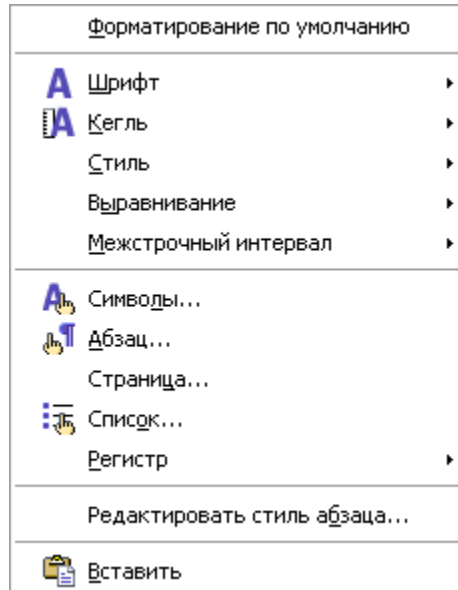 Форматирование по умолчанию
Шрифт
Кегль
Стиль
Выравнивание
Межстрочный интервал
Символы...
Абзац...
Страница...
Список...
Регистр
Редактировать стиль абзаца...
Вставить